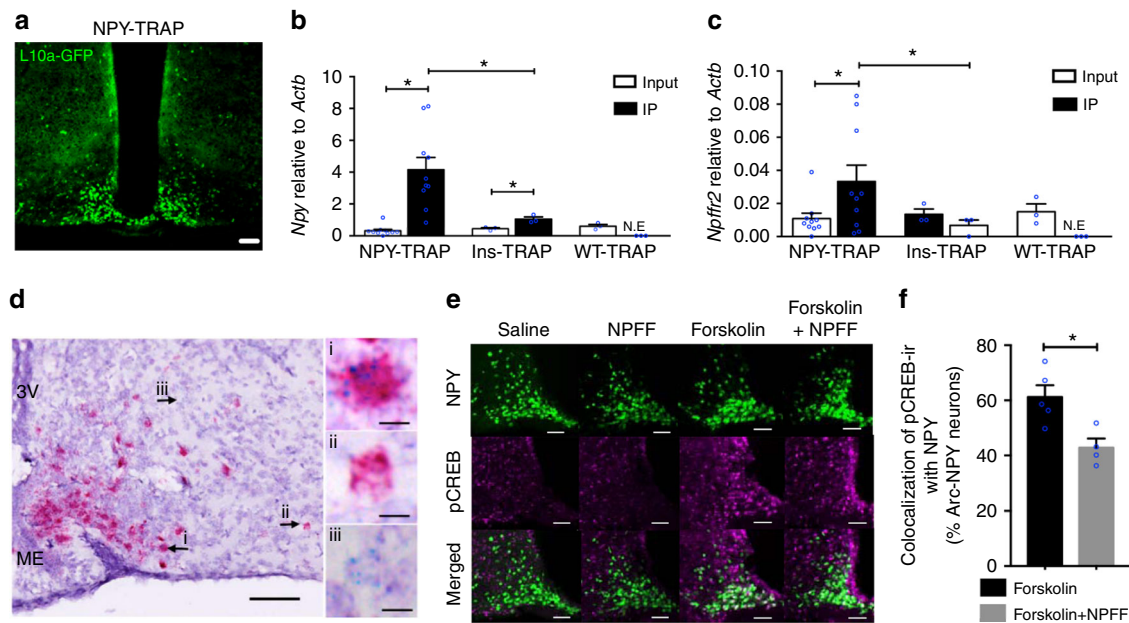 a
NPY-TRAP
L10a-GFP
b
Npy relative to Actb
10
8
6
4
2
0
*
*
*
Input
IP
N.E
NPY-TRAP
Ins-TRAP
WT-TRAP
c
Npffr2 relative to Actb
0.10
0.08
0.06
0.04
0.02
0.00
*
*
Input
IP
N.E
NPY-TRAP
Ins-TRAP
WT-TRAP
d
3V
ME
iii
ii
i
i
ii
iii
e
Saline
NPFF
Forskolin
Forskolin
+ NPFF
NPY
pCREB
Merged
f
Colocalization of pCREB-ir
with NPY
(% Arc-NPY neurons)
80
60
40
20
0
*
Forskolin
Forskolin+NPFF